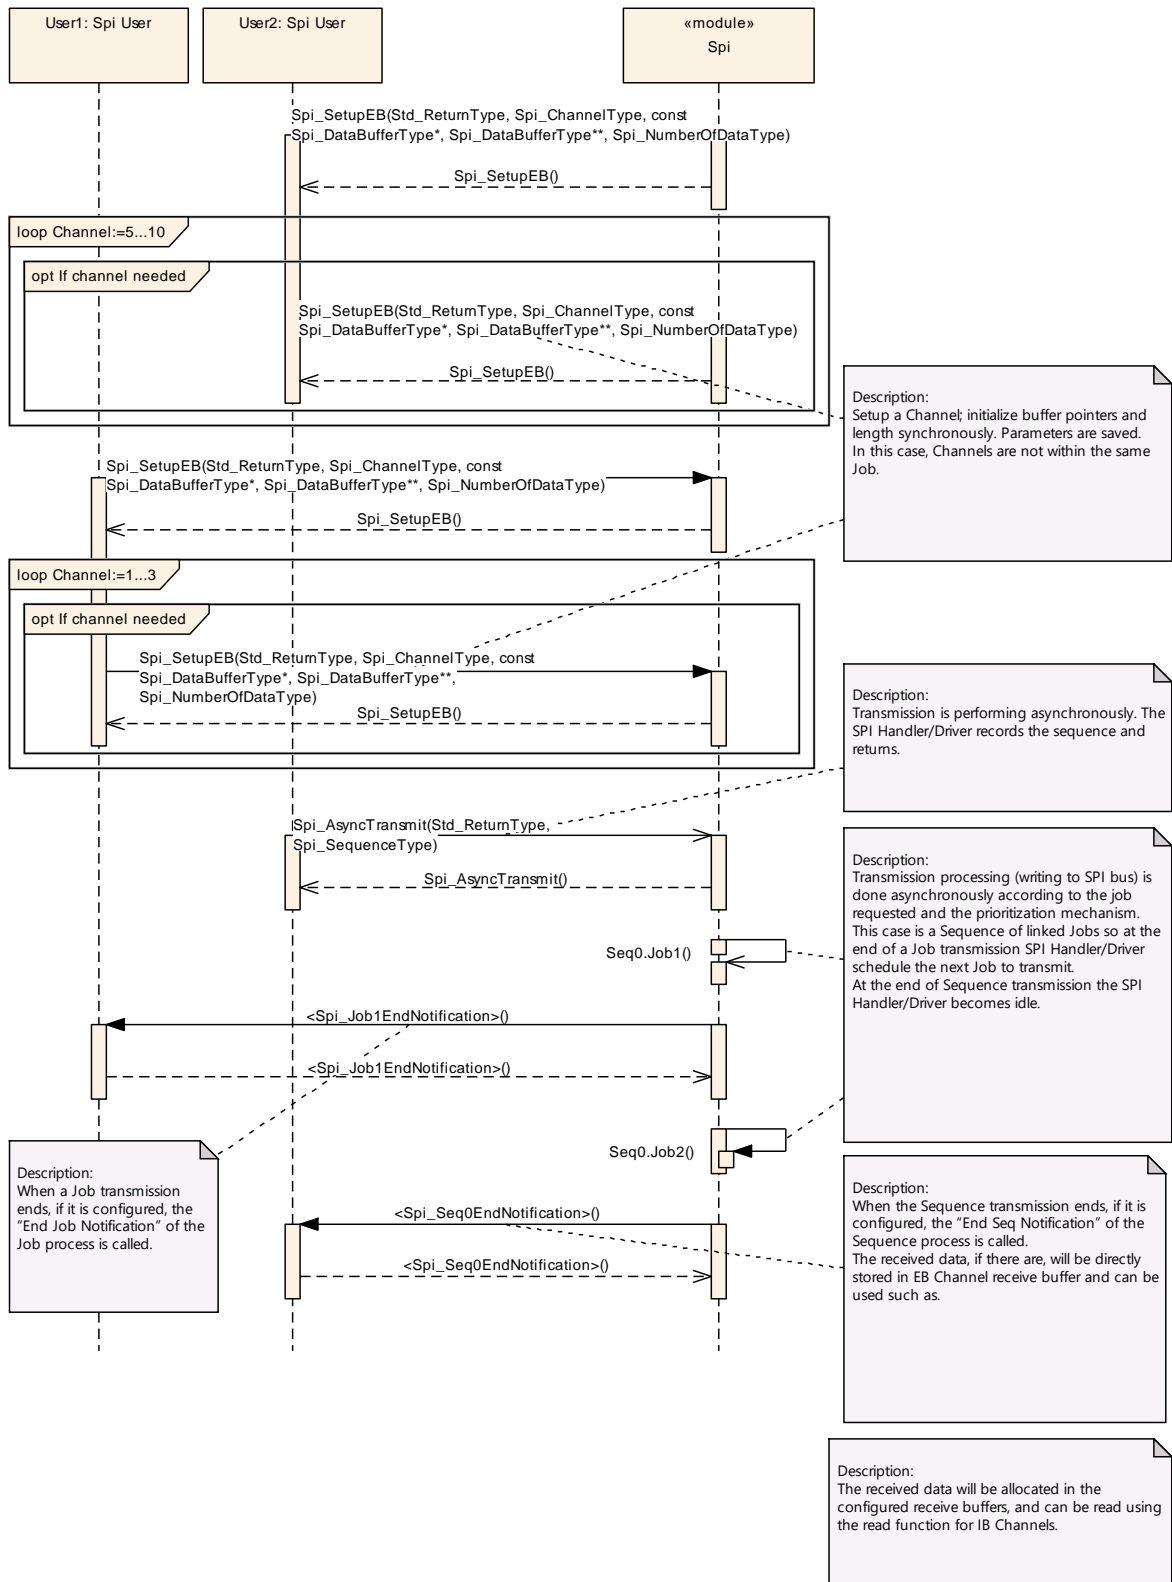 User1: Spi User
User2: Spi User
«module»
Spi
Spi_SetupEB(Std_ReturnType, Spi_ChannelType, const
Spi_DataBufferType*, Spi_DataBufferType**, Spi_NumberOfDataType)
Spi_SetupEB()
loop Channel:=5...10
opt If channel needed
Spi_SetupEB(Std_ReturnType, Spi_ChannelType, const
Spi_DataBufferType*, Spi_DataBufferType**, Spi_NumberOfDataType)
Spi_SetupEB()
Description:
Setup a Channel; initialize buffer pointers and
length synchronously. Parameters are saved.
In this case, Channels are not within the same
Job.
Spi_SetupEB(Std_ReturnType, Spi_ChannelType, const
Spi_DataBufferType*, Spi_DataBufferType**, Spi_NumberOfDataType)
Spi_SetupEB()
loop Channel:=1...3
opt If channel needed
Spi_SetupEB(Std_ReturnType, Spi_ChannelType, const
Spi_DataBufferType*, Spi_DataBufferType**,
Spi_NumberOfDataType)
Spi_SetupEB()
Description:
Transmission is performing asynchronously. The
SPI Handler/Driver records the sequence and
returns.
Spi_AsyncTransmit(Std_ReturnType,
Spi_SequenceType)
Spi_AsyncTransmit()
Description:
Transmission processing (writing to SPI bus) is
done asynchronously according to the job
requested and the prioritization mechanism.
This case is a Sequence of linked Jobs so at the
end of a Job transmission SPI Handler/Driver
schedule the next Job to transmit.
At the end of Sequence transmission the SPI
Handler/Driver becomes idle.
Seq0.Job1()
<Spi_Job1EndNotification>()
<Spi_Job1EndNotification>()
Seq0.Job2()
Description:
When a Job transmission
ends, if it is configured, the
“End Job Notification” of the
Job process is called.
<Spi_Seq0EndNotification>()
<Spi_Seq0EndNotification>()
Description:
When the Sequence transmission ends, if it is
configured, the “End Seq Notification” of the
Sequence process is called.
The received data, if there are, will be directly
stored in EB Channel receive buffer and can be
used such as.
Description:
The received data will be allocated in the
configured receive buffers, and can be read using
the read function for IB Channels.